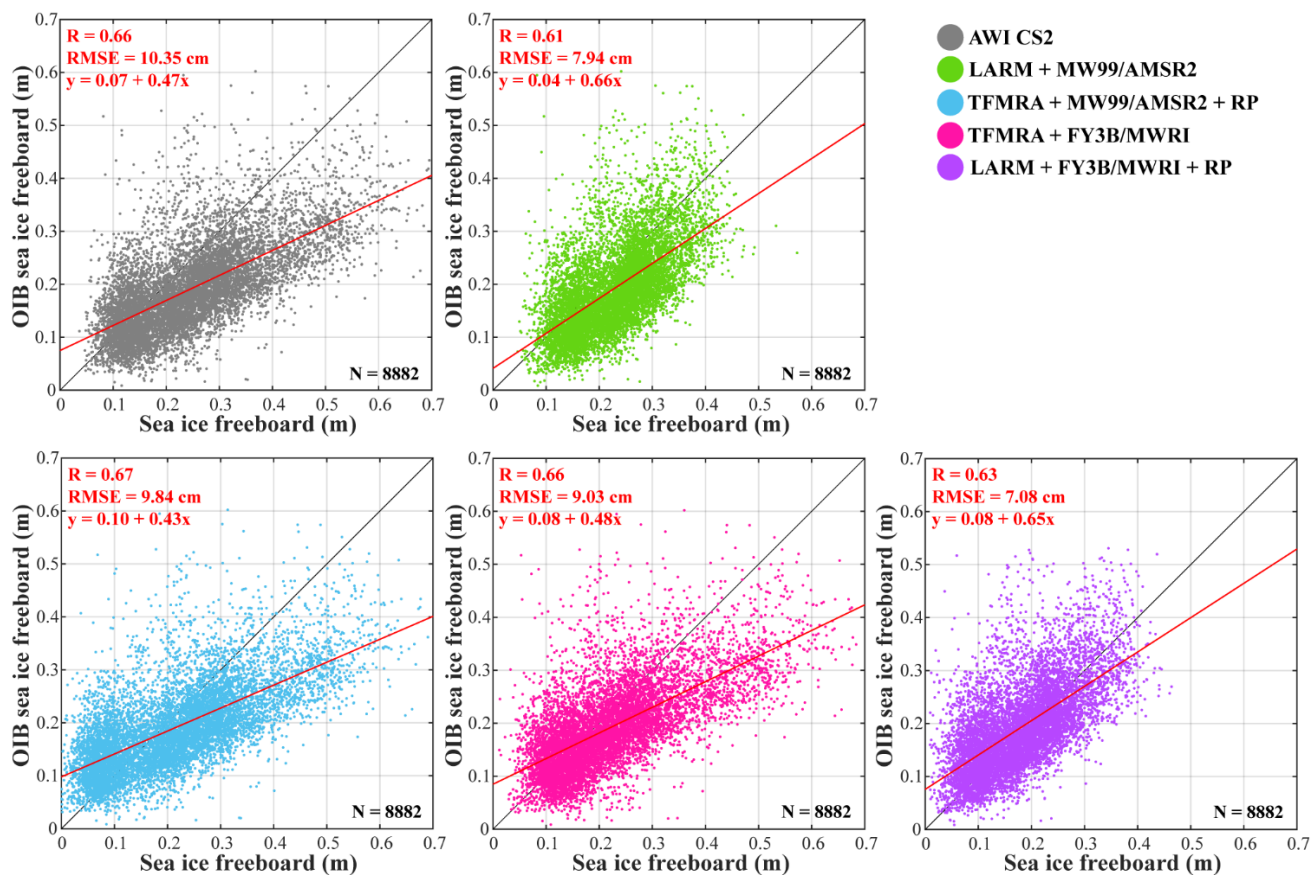 R = 0.66
RMSE = 10.35 cm
y = 0.07 + 0.47x
N = 8882
0.7
0.6
0.5
0.4
0.3
0.2
0.1
0
0 0.1 0.2 0.3 0.4 0.5 0.6 0.7
OIB sea ice freeboard (m)
Sea ice freeboard (m)
R = 0.61
RMSE = 7.94 cm
y = 0.04 + 0.66x
N = 8882
0.7
0.6
0.5
0.4
0.3
0.2
0.1
0
0 0.1 0.2 0.3 0.4 0.5 0.6 0.7
OIB sea ice freeboard (m)
Sea ice freeboard (m)
AWI CS2
LARM + MW99/AMSR2
TFMRA + MW99/AMSR2 + RP
TFMRA + FY3B/MWRI
LARM + FY3B/MWRI + RP
R = 0.67
RMSE = 9.84 cm
y = 0.10 + 0.43x
N = 8882
0.7
0.6
0.5
0.4
0.3
0.2
0.1
0
0 0.1 0.2 0.3 0.4 0.5 0.6 0.7
OIB sea ice freeboard (m)
Sea ice freeboard (m)
R = 0.66
RMSE = 9.03 cm
y = 0.08 + 0.48x
N = 8882
0.7
0.6
0.5
0.4
0.3
0.2
0.1
0
0 0.1 0.2 0.3 0.4 0.5 0.6 0.7
OIB sea ice freeboard (m)
Sea ice freeboard (m)
R = 0.63
RMSE = 7.08 cm
y = 0.08 + 0.65x
N = 8882
0.7
0.6
0.5
0.4
0.3
0.2
0.1
0
0 0.1 0.2 0.3 0.4 0.5 0.6 0.7
OIB sea ice freeboard (m)
Sea ice freeboard (m)